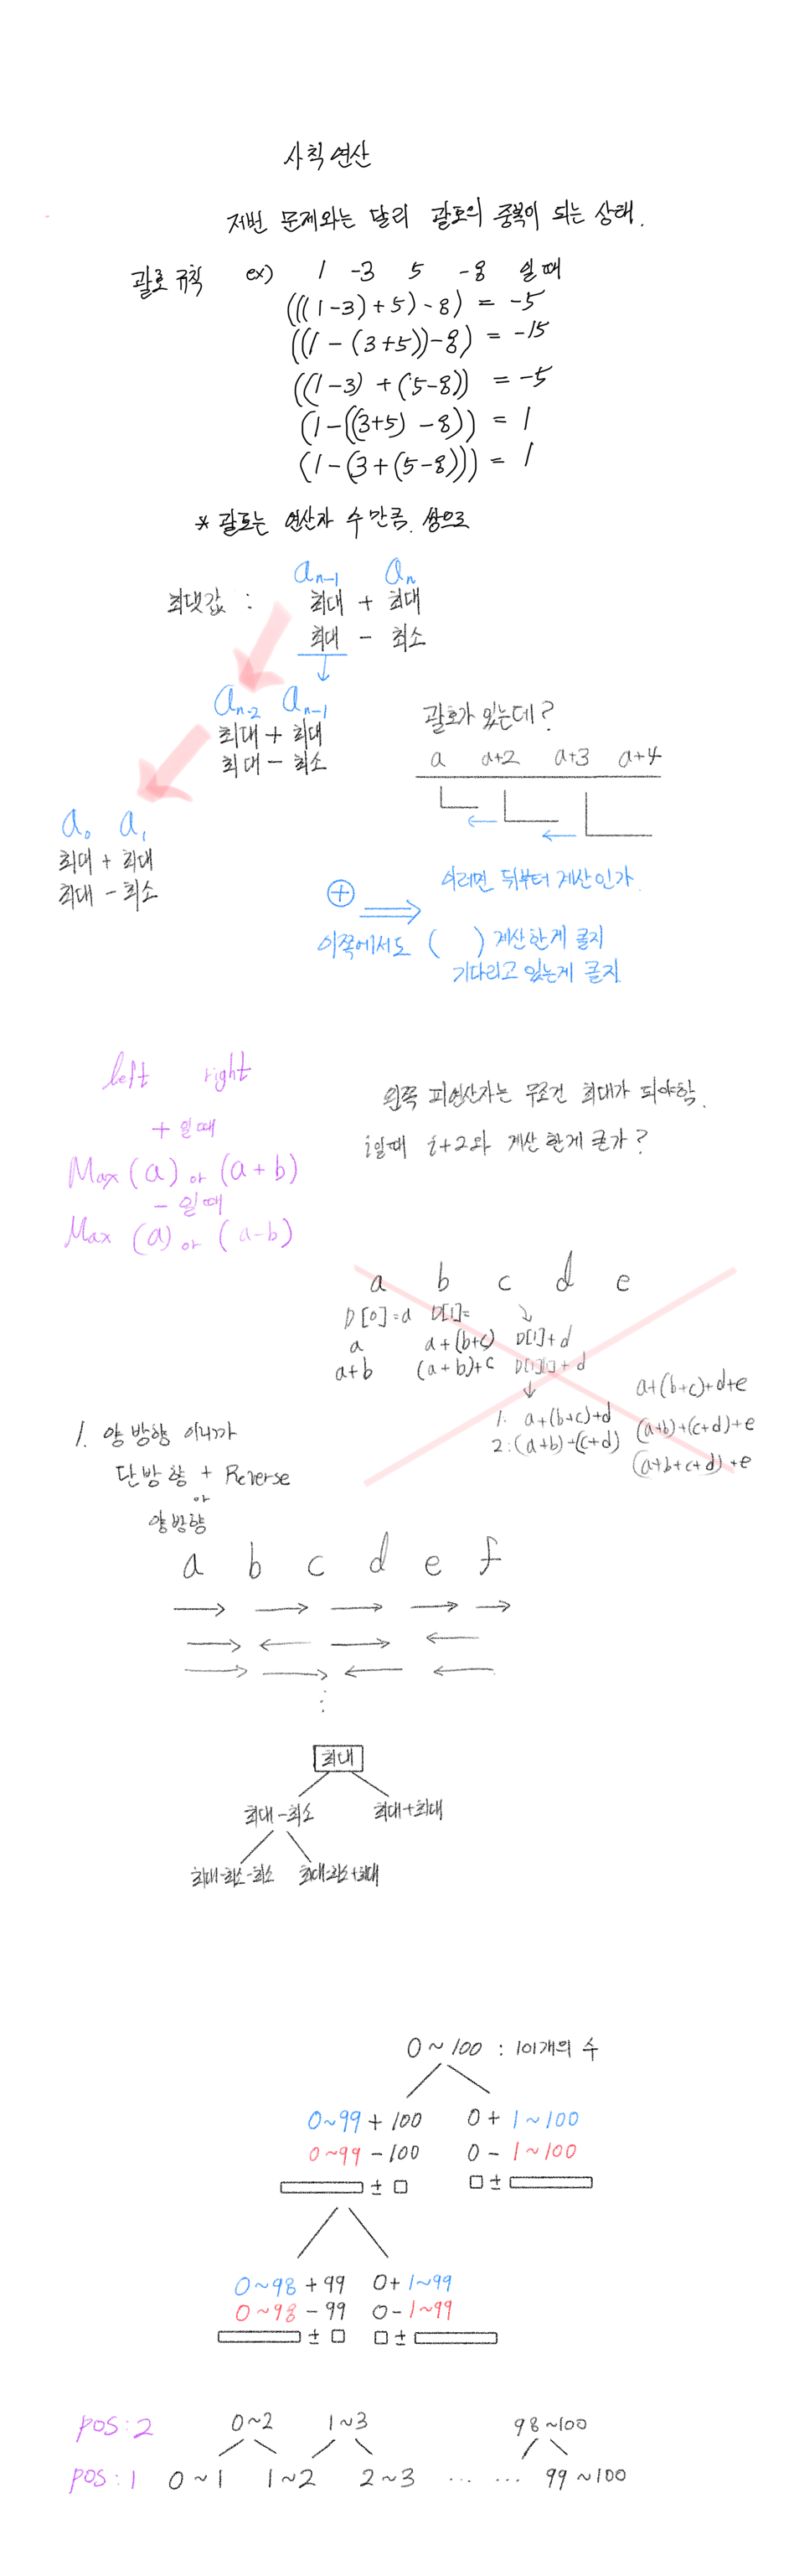 사칙연산
저번 문제와는 달리 괄호의 중복이 되는 상태.
괄호 규칙 ex) 1 -3 5 -8 일때
(((1-3)+5)-8) = -5
((1-(3+5))-8) = -15
((1-3)+(5-8)) = -5
(1-((3+5)-8)) = 1
(1-(3+(5-8))) = 1
* 괄호는 연산자 수 만큼. 쌍으로
an-1 an
최댓값 : 최대 + 최대
최대 - 최소
an-2 an-1
최대 + 최대
최대 - 최소
괄호가 있는데?
a a+2 a+3 a+4
a0 a1
최대 + 최대
최대 - 최소
이러면 뒤부터 계산인가.
+
이쪽에서도 ( ) 계산한게 클지
기다리고 있는게 클지
left right
+ 일때
Max (a) or (a+b)
- 일때
Max (a) or (a-b)
왼쪽 피연산자는 무조건 최대가 되야함.
i일때 i+2와 계산 한게 큰가?
a b c d e
D[0]=a D[1]=
a a+(b+c) D[1]+d
a+b (a+b)+c D[1][1]+d
1. a+(b+c)+d
2:(a+b)+(c+d)
a+(b+c)+d+e
(a+b)+(c+d)+e
(a+b+c+d)+e
1. 양방향 이니까
단방향 + Reverse
or
양방향
a b c d e f
최대
최대-최소 최대+최대
최대-최소-최소 최대-최소+최대
0~100 : 101개의 수
0~99+100 0+1~100
0~99-100 0-1~100
± ±
0~98+99 0+1~99
0~98-99 0-1~99
± ±
pos:2 0~2 1~3 98~100
pos:1 0~1 1~2 2~3 ... ... 99~100